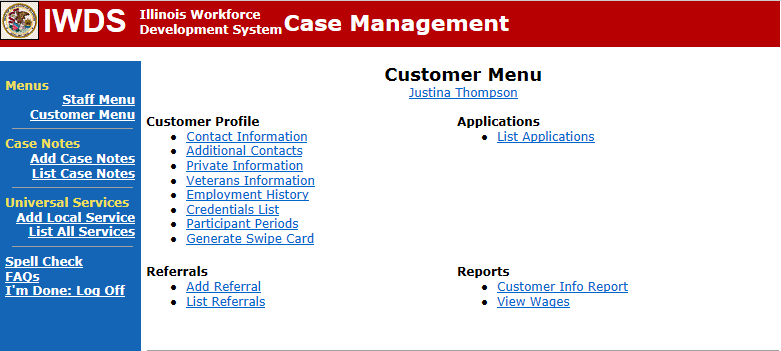 IWDS
Illinois Workforce
Development System
Case Management
Menus
Staff Menu
Customer Menu
Case Notes
Add Case Notes
List Case Notes
Universal Services
Add Local Service
List All Services
Spell Check
FAQs
I'm Done: Log Off
Customer Menu
Justina Thompson
Customer Profile
Contact Information
Additional Contacts
Private Information
Veterans Information
Employment History
Credentials List
Participant Periods
Generate Swipe Card
Applications
List Applications
Referrals
Add Referral
List Referrals
Reports
Customer Info Report
View Wages